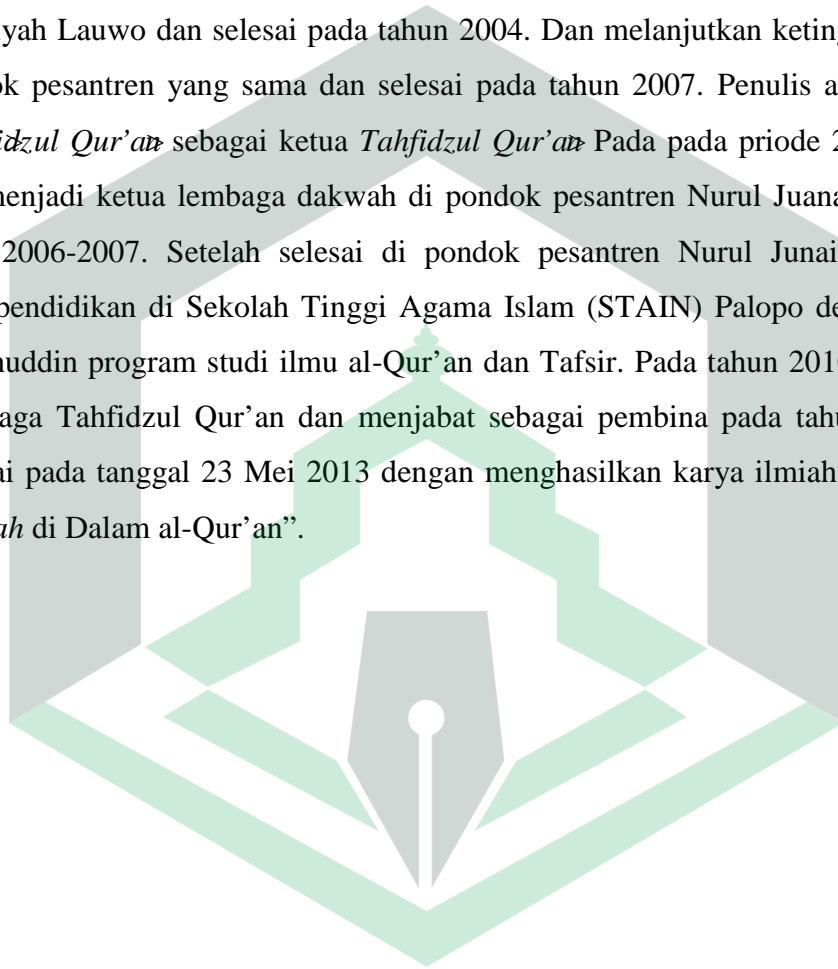 yah Lauwo dan selesai pada tahun 2004. Dan melanjutkan keting
ok pesantren yang sama dan selesai pada tahun 2007. Penulis a
idzul Qur’an sebagai ketua Tahfidzul Qur’an Pada pada priode 2
menjadi ketua lembaga dakwah di pondok pesantren Nurul Juana
2006-2007. Setelah selesai di pondok pesantren Nurul Junai
pendidikan di Sekolah Tinggi Agama Islam (STAIN) Palopo de
nuddin program studi ilmu al-Qur’an dan Tafsir. Pada tahun 201
aga Tahfidzul Qur’an dan menjabat sebagai pembina pada tahu
ai pada tanggal 23 Mei 2013 dengan menghasilkan karya ilmiah
ah di Dalam al-Qur’an”.